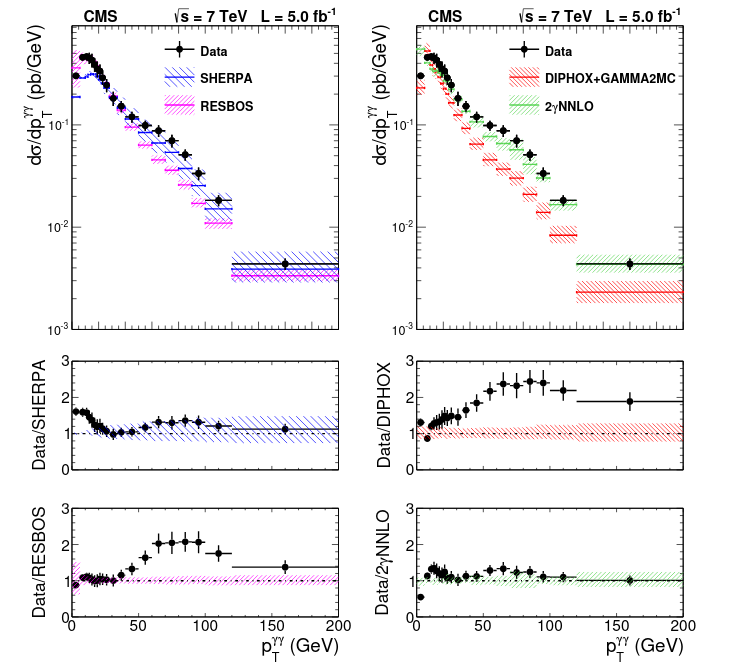 CMS √s = 7 TeV L = 5.0 fb⁻¹
dσ/dp_T^γγ (pb/GeV)
Data
SHERPA
RESBOS
10⁻¹
10⁻²
10⁻³
Data/SHERPA
3
2
1
0
Data/RESBOS
3
2
1
0
0 50 100 150 200
p_T^γγ (GeV)
CMS √s = 7 TeV L = 5.0 fb⁻¹
dσ/dp_T^γγ (pb/GeV)
Data
DIPHOX+GAMMA2MC
2γNNLO
10⁻¹
10⁻²
10⁻³
Data/DIPHOX
3
2
1
0
Data/2γNNLO
3
2
1
0
0 50 100 150 200
p_T^γγ (GeV)